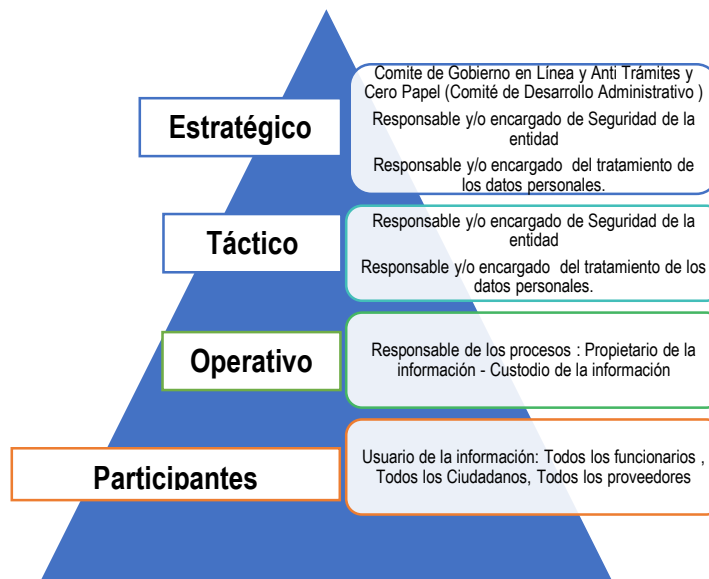 Estratégico
Comite de Gobierno en Línea y Anti Trámites y
Cero Papel (Comité de Desarrollo Administrativo )
Responsable y/o encargado de Seguridad de la
entidad
Responsable y/o encargado del tratamiento de
los datos personales.
Táctico
Responsable y/o encargado de Seguridad de la
entidad
Responsable y/o encargado del tratamiento de los
datos personales.
Operativo
Responsable de los procesos : Propietario de la
información - Custodio de la información
Participantes
Usuario de la información: Todos los funcionarios ,
Todos los Ciudadanos, Todos los proveedores